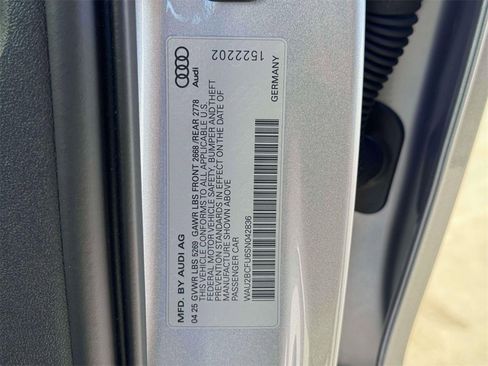 Audi
1522202
GERMANY
MFD. BY AUDI AG
04 25 GVWR LBS 5269 GAWR LBS FRONT 2668 /REAR 2778
THIS VEHICLE CONFORMS TO ALL APPLICABLE U.S.
FEDERAL MOTOR VEHICLE SAFETY, BUMPER AND THEFT
PREVENTION STANDARDS IN EFFECT ON THE DATE OF
MANUFACTURE SHOWN ABOVE
PASSENGER CAR
WAU2BCFU6SN042836